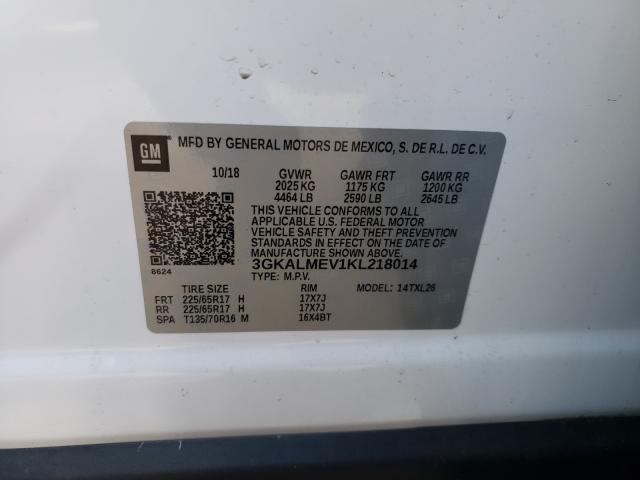 GM MFD BY GENERAL MOTORS DE MEXICO, S. DE R.L. DE C.V.
10/18 GVWR GAWR FRT GAWR RR
2025 KG 1175 KG 1200 KG
4464 LB 2590 LB 2645 LB
THIS VEHICLE CONFORMS TO ALL
APPLICABLE U.S. FEDERAL MOTOR
VEHICLE SAFETY AND THEFT
PREVENTION STANDARDS IN EFFECT ON THE DATE OF
MANUFACTURE SHOWN ABOVE.
3GKALMEV1KL218014
8624 TYPE: M.P.V. MODEL: 14TXL26
TIRE SIZE RIM
FRT 225/65R17 H 17X7J
RR 225/65R17 H 17X7J
SPA T135/70R16 M 16X4BT